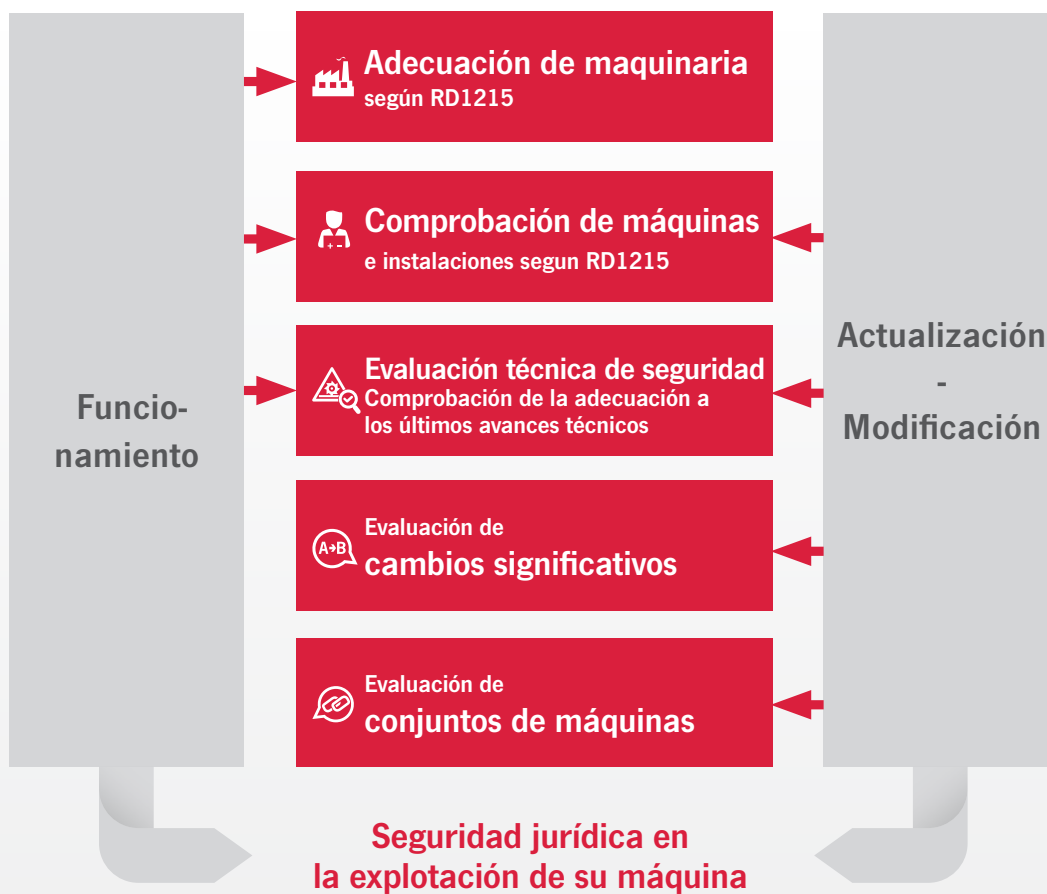 Funcio-
namiento
Adecuación de maquinaria
según RD1215
Comprobación de máquinas
e instalaciones segun RD1215
Evaluación técnica de seguridad
Comprobación de la adecuación a
los últimos avances técnicos
A→B
Evaluación de
cambios significativos
Evaluación de
conjuntos de máquinas
Actualización
-
Modificación
Seguridad jurídica en
la explotación de su máquina